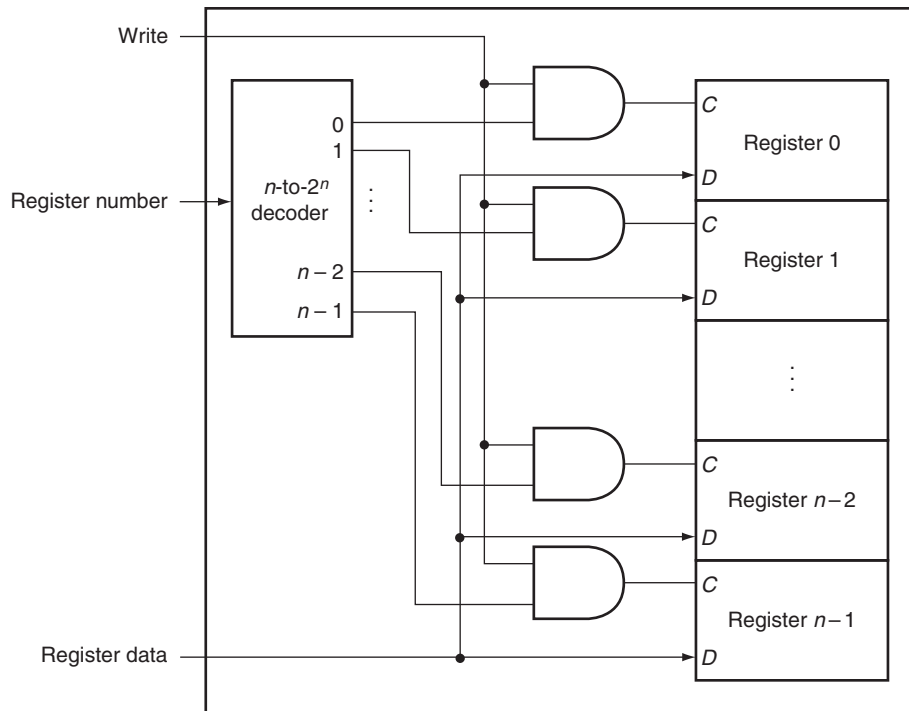 Write
C
0
Register 0
1
n-to-2ⁿ
⋮
decoder
D
Register number
C
Register 1
n – 2
D
n – 1
⋮
C
Register n – 2
D
C
Register n – 1
Register data
D